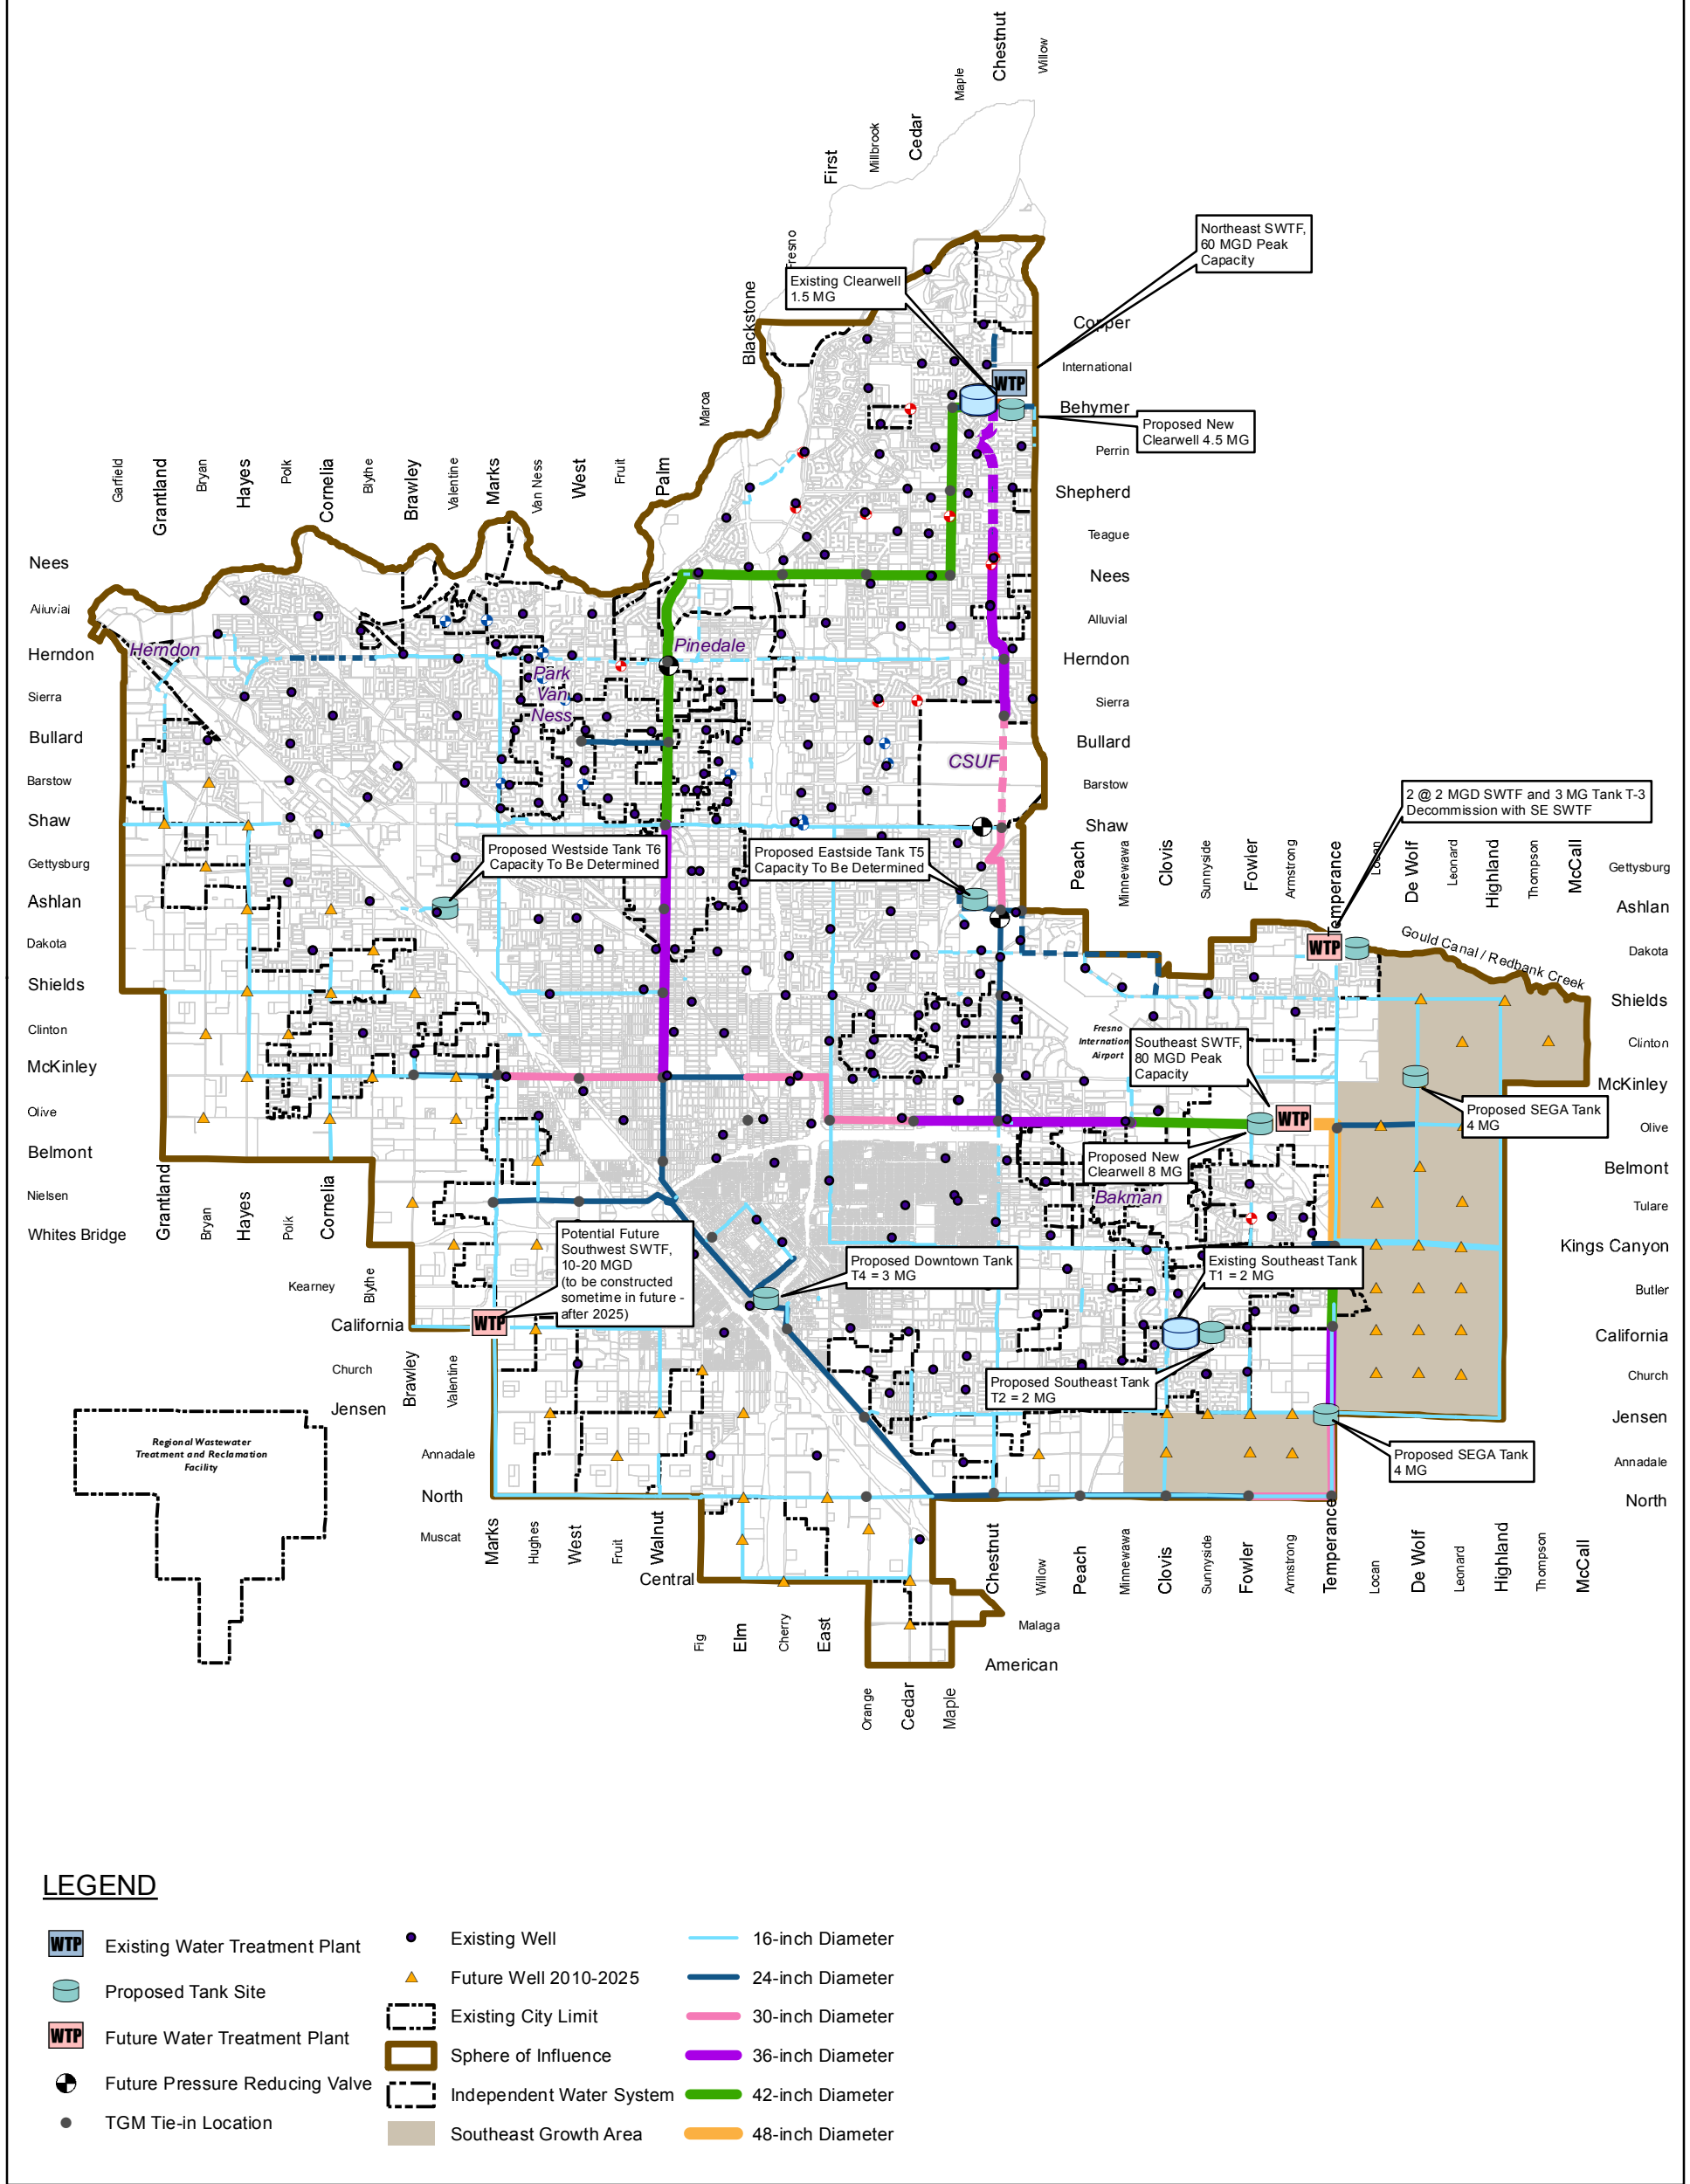 Chestnut
Willow
Maple
Cedar
Millbrook
First
Fresno
Blackstone
Maroa
Northeast SWTF,
60 MGD Peak
Capacity
Existing Clearwell
1.5 MG
Copper
International
WTP
Behymer
Proposed New
Clearwell 4.5 MG
Perrin
Shepherd
Teague
Nees
Alluvial
Herndon
Sierra
Bullard
Barstow
Shaw
Garfield
Grantland
Bryan
Hayes
Polk
Cornelia
Blythe
Brawley
Valentine
Marks
Van Ness
West
Fruit
Palm
Nees
Alluvial
Herndon
Sierra
Bullard
Barstow
Shaw
Gettysburg
Ashlan
Dakota
Shields
Clinton
McKinley
Olive
Belmont
Nielsen
Whites Bridge
Herndon
Pinedale
Park
Van
Ness
CSUF
2 @ 2 MGD SWTF and 3 MG Tank T-3
Decommission with SE SWTF
Proposed Westside Tank T6
Capacity To Be Determined
Proposed Eastside Tank T5
Capacity To Be Determined
Peach
Minnewawa
Clovis
Sunnyside
Fowler
Armstrong
Temperance
Locan
De Wolf
Leonard
Highland
Thompson
McCall
Gettysburg
Ashlan
Dakota
WTP
Gould Canal / Redbank Creek
Shields
Clinton
McKinley
Olive
Belmont
Tulare
Kings Canyon
Butler
California
Church
Jensen
Annadale
North
Fresno
Internation
Airport
Southeast SWTF,
80 MGD Peak
Capacity
WTP
Proposed SEGA Tank
4 MG
Proposed New
Clearwell 8 MG
Bakman
Grantland
Bryan
Hayes
Polk
Cornelia
Kearney
Blythe
Potential Future
Southwest SWTF,
10-20 MGD
(to be constructed
sometime in future -
after 2025)
Proposed Downtown Tank
T4 = 3 MG
Existing Southeast Tank
T1 = 2 MG
California
WTP
Church
Brawley
Valentine
Jensen
Proposed Southeast Tank
T2 = 2 MG
Proposed SEGA Tank
4 MG
Regional Wastewater
Treatment and Reclamation
Facility
Annadale
North
Muscat
Marks
Hughes
West
Fruit
Walnut
Central
Chestnut
Willow
Peach
Minnewawa
Clovis
Sunnyside
Fowler
Armstrong
Temperance
Locan
De Wolf
Leonard
Highland
Thompson
McCall
Fig
Elm
Cherry
East
Malaga
American
Orange
Cedar
Maple
LEGEND
WTP Existing Water Treatment Plant
Proposed Tank Site
WTP Future Water Treatment Plant
Future Pressure Reducing Valve
TGM Tie-in Location
Existing Well
Future Well 2010-2025
Existing City Limit
Sphere of Influence
Independent Water System
Southeast Growth Area
16-inch Diameter
24-inch Diameter
30-inch Diameter
36-inch Diameter
42-inch Diameter
48-inch Diameter